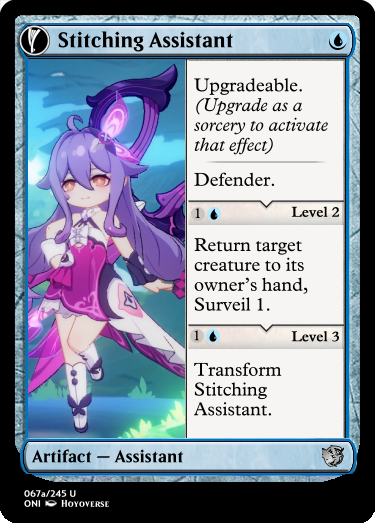 Stitching Assistant
Upgradeable.
(Upgrade as a
sorcery to activate
that effect)
Defender.
1 Level 2
Return target
creature to its
owner's hand,
Surveil 1.
1 Level 3
Transform
Stitching
Assistant.
Artifact — Assistant
067a/245 U
ONI Hoyoverse